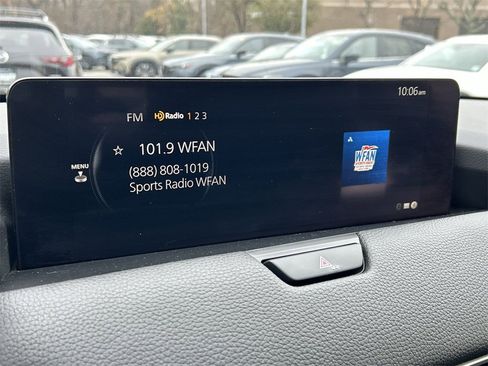 10:06am
FM HD Radio 1 2 3
☆ 101.9 WFAN
MENU
(888) 808-1019
Sports Radio WFAN
WFAN